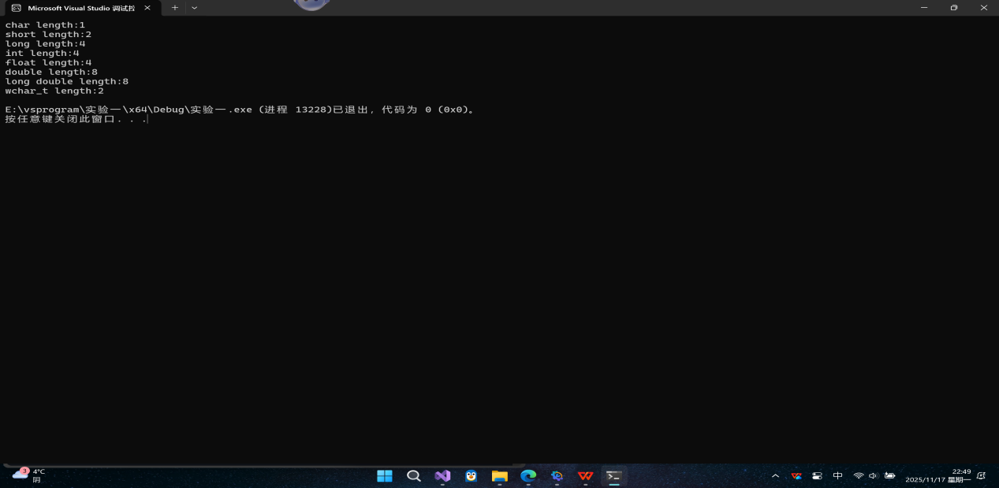 Microsoft Visual Studio 调试控
char length:1
short length:2
long length:4
int length:4
float length:4
double length:8
long double length:8
wchar_t length:2
E:\vsprogram\实验一\x64\Debug\实验一.exe (进程 13228)已退出，代码为 0 (0x0)。
按任意键关闭此窗口. . .
3
4°C
阴
中
22:49
2025/11/17 星期一